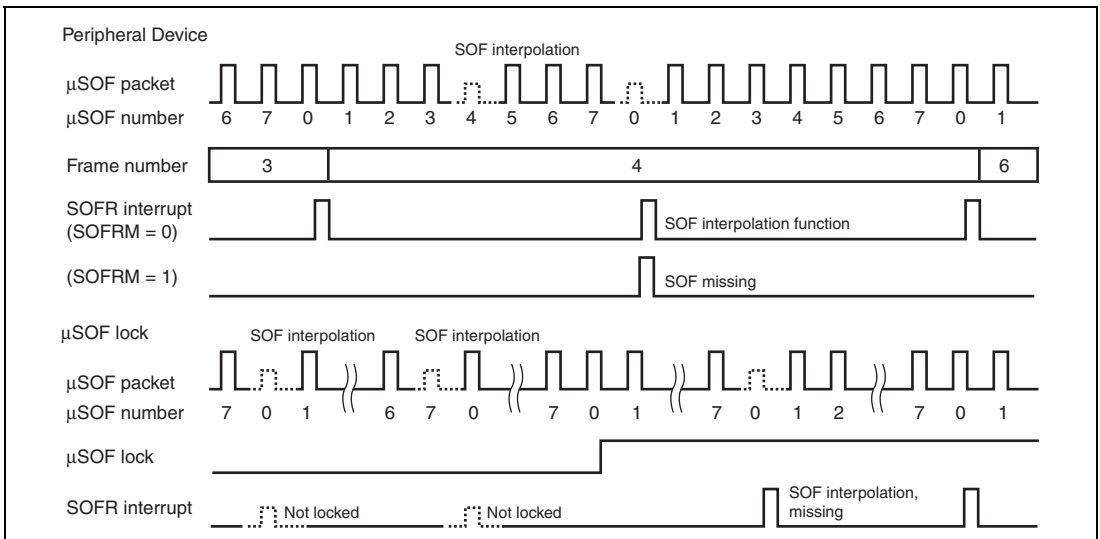 Peripheral Device
SOF interpolation
μSOF packet
μSOF number 6 7 0 1 2 3 4 5 6 7 0 1 2 3 4 5 6 7 0 1
Frame number 3 4 6
SOFR interrupt
(SOFRM = 0)
SOF interpolation function
(SOFRM = 1)
SOF missing
μSOF lock
SOF interpolation SOF interpolation
μSOF packet
μSOF number 7 0 1 6 7 0 7 0 1 7 0 1 2 7 0 1
μSOF lock
SOFR interrupt
Not locked Not locked
SOF interpolation,
missing